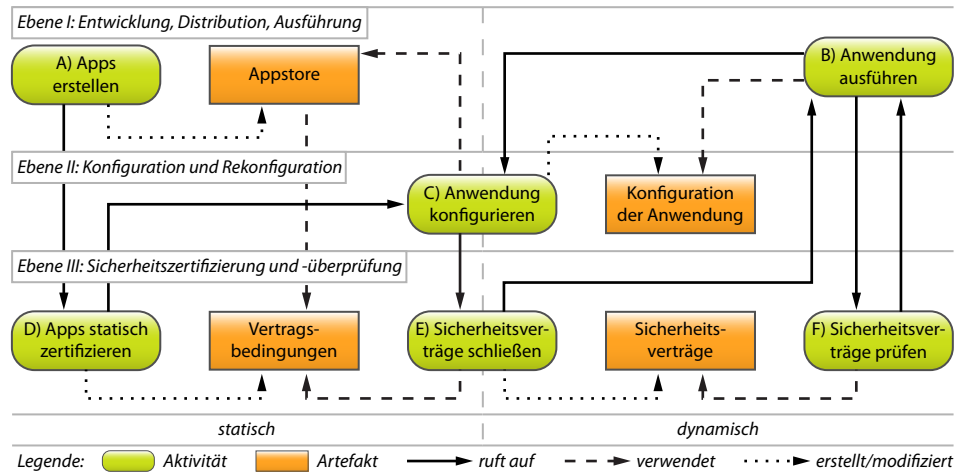 Ebene I: Entwicklung, Distribution, Ausführung
A) Apps
erstellen
Appstore
B) Anwendung
ausführen
Ebene II: Konfiguration und Rekonfiguration
C) Anwendung
konfigurieren
Konfiguration
der Anwendung
Ebene III: Sicherheitszertifizierung und -überprüfung
D) Apps statisch
zertifizieren
Vertrags-
bedingungen
E) Sicherheitsver-
träge schließen
Sicherheits-
verträge
F) Sicherheitsver-
träge prüfen
statisch
dynamisch
Legende:
Aktivität
Artefakt
ruft auf
verwendet
erstellt/modifiziert